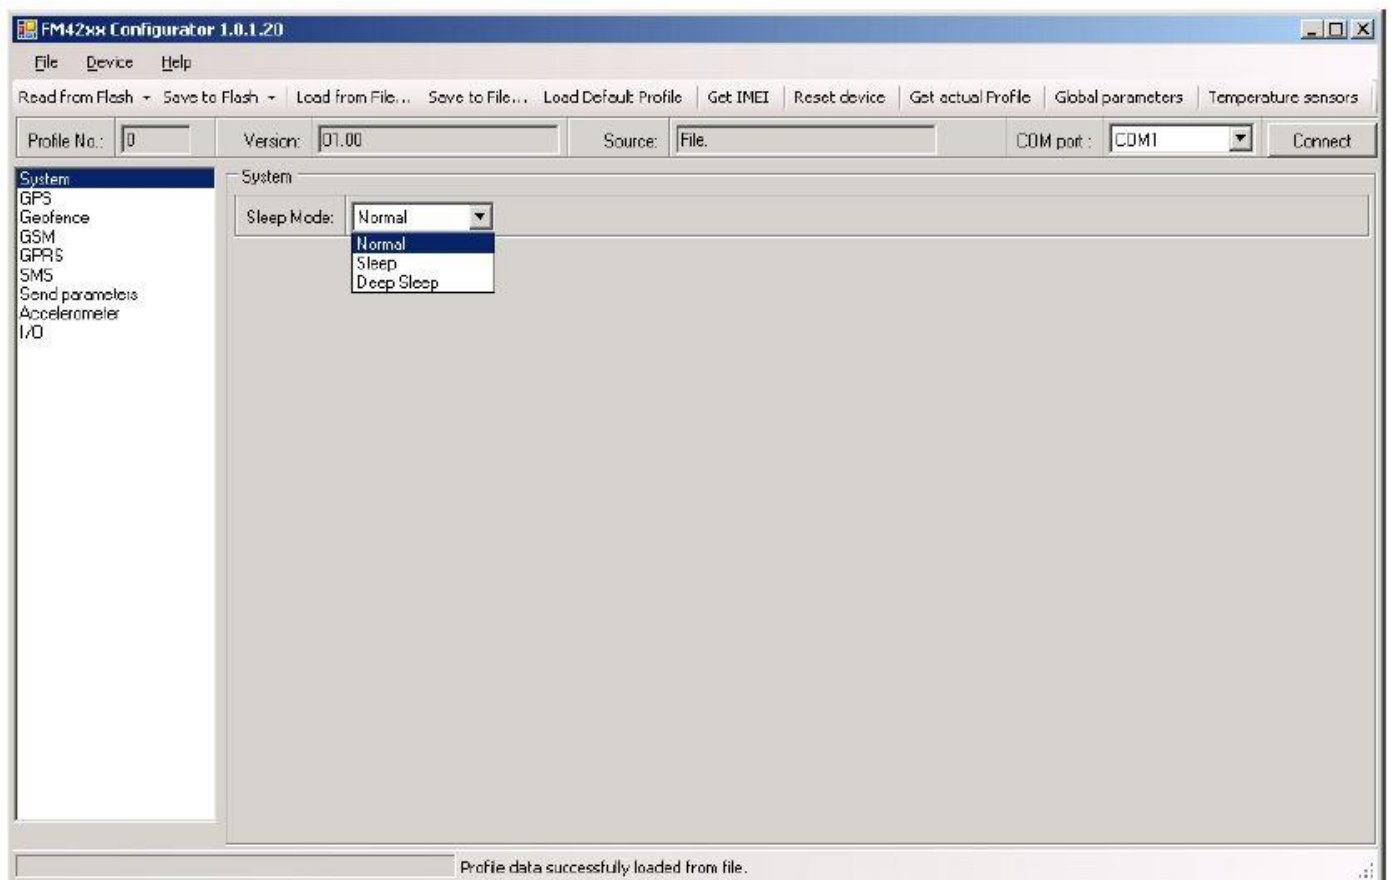 FM42xx Configurator 1.0.1.20
File Device Help
Read from Flash Save to Flash Load from File... Save to File... Load Default Profile Get IMEI Reset device Get actual Profile Global parameters Temperature sensors
Profile No.: 0 Version: 01.00 Source: File. COM port : COM1 Connect
System
GPS
Geofence
GSM
GPRS
SMS
Send parameters
Accelerometer
I/O
System
Sleep Mode: Normal
Normal
Sleep
Deep Sleep
Profile data successfully loaded from file.